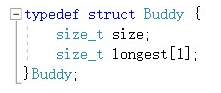 typedef struct Buddy {
    size_t size;
    size_t longest[1];
}Buddy;